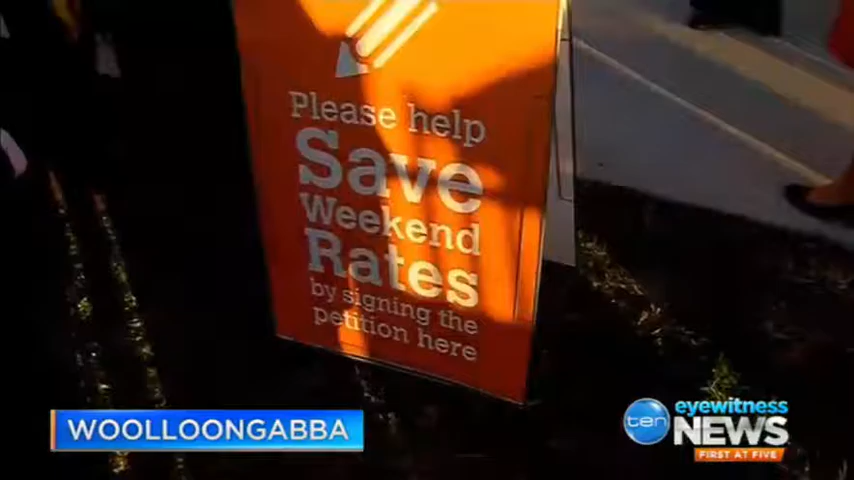 Please help
Save
Weekend
Rates
by signing the
petition here
WOOLLOONGABBA
ten
eyewitness
NEWS
FIRST AT FIVE